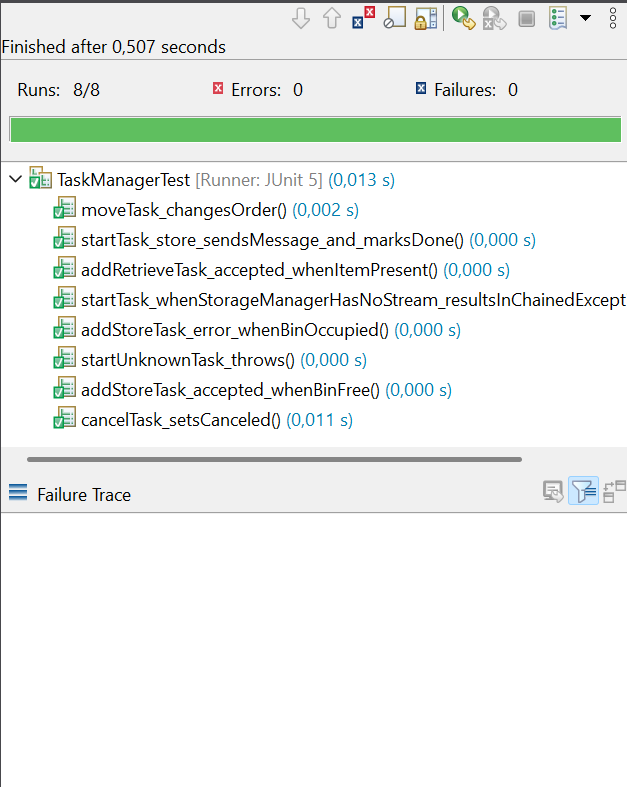 Finished after 0,507 seconds
Runs: 8/8 Errors: 0 Failures: 0
TaskManagerTest [Runner: JUnit 5] (0,013 s)
moveTask_changesOrder() (0,002 s)
startTask_store_sendsMessage_and_marksDone() (0,000 s)
addRetrieveTask_accepted_whenItemPresent() (0,000 s)
startTask_whenStorageManagerHasNoStream_resultsInChainedExcept
addStoreTask_error_whenBinOccupied() (0,000 s)
startUnknownTask_throws() (0,000 s)
addStoreTask_accepted_whenBinFree() (0,000 s)
cancelTask_setsCanceled() (0,011 s)
Failure Trace